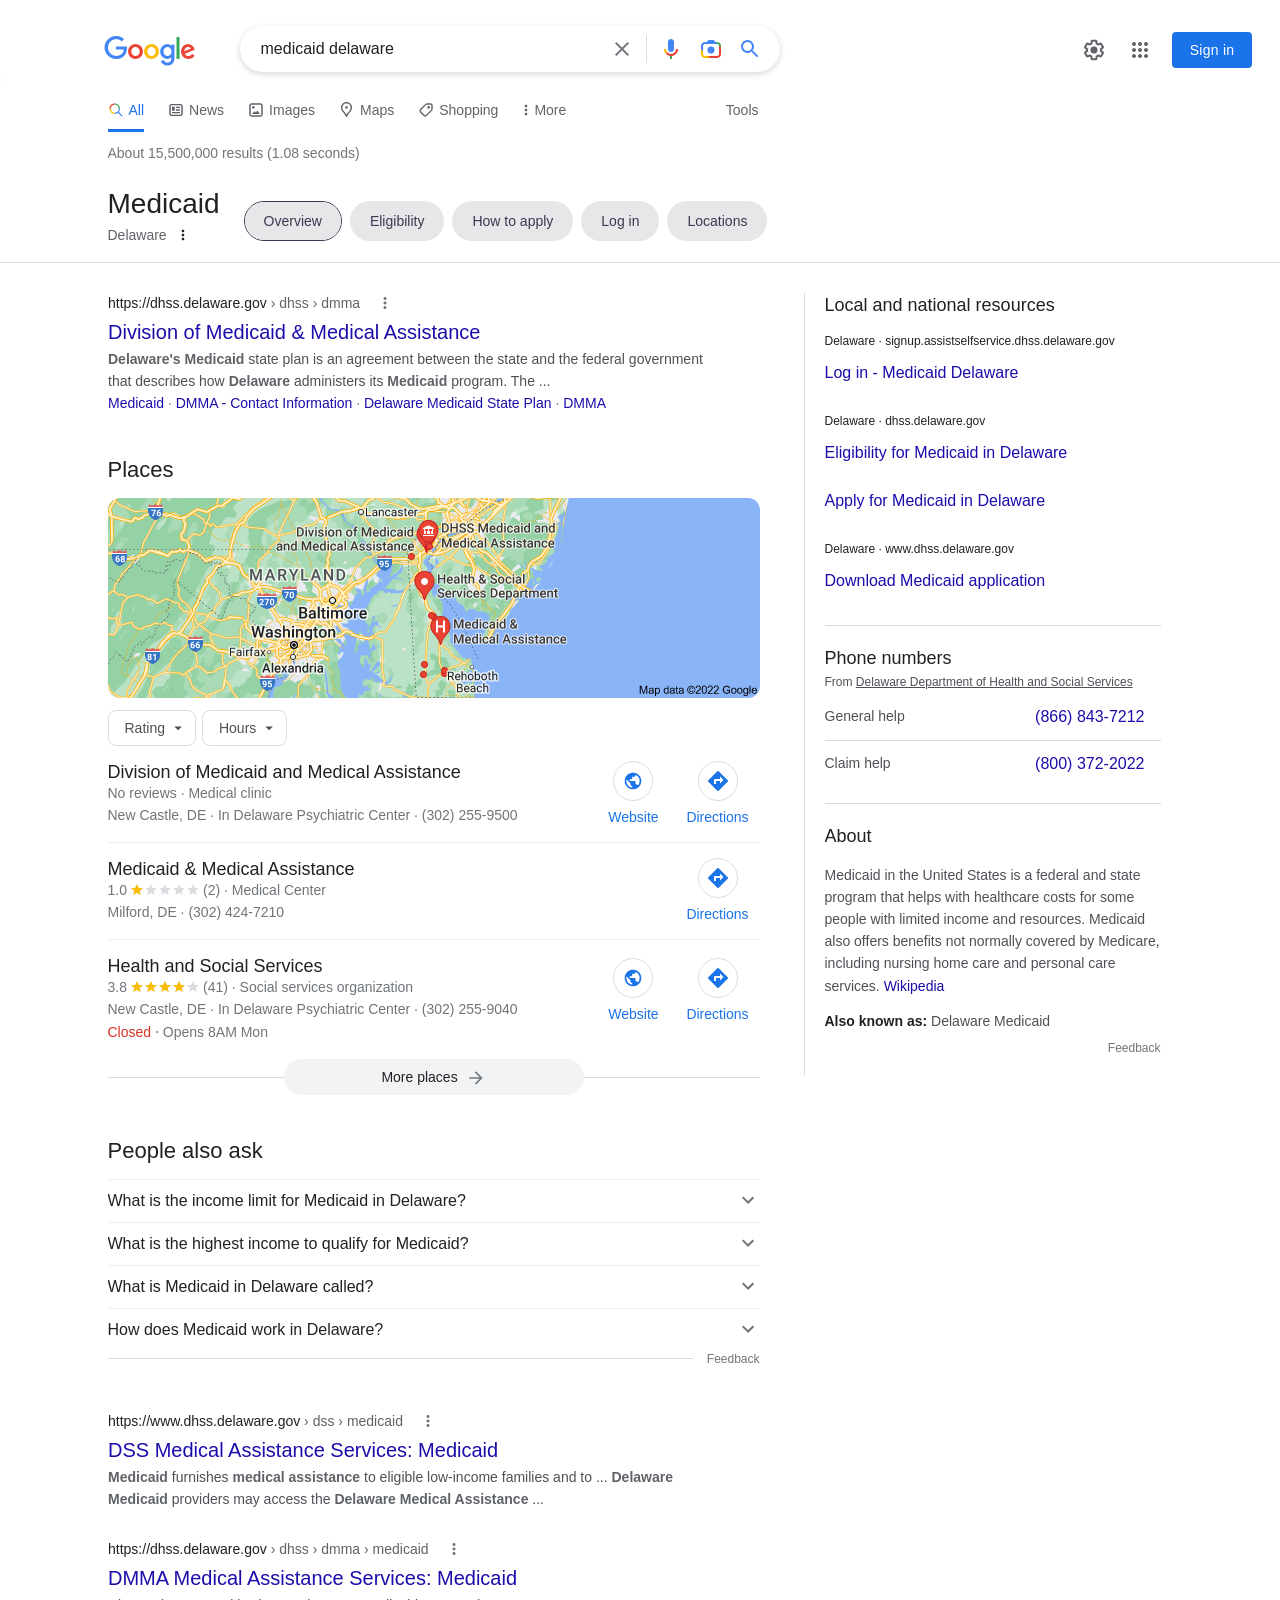 Google
medicaid delaware
Sign in
All
News
Images
Maps
Shopping
More
Tools
About 15,500,000 results (1.08 seconds)
Medicaid
Delaware
Overview
Eligibility
How to apply
Log in
Locations
https://dhss.delaware.gov › dhss › dmma
Division of Medicaid & Medical Assistance
Delaware's Medicaid state plan is an agreement between the state and the federal government
that describes how Delaware administers its Medicaid program. The ...
Medicaid · DMMA - Contact Information · Delaware Medicaid State Plan · DMMA
Places
76
Lancaster
Division of Medicaid
and Medical Assistance
DHSS Medicaid and
Medical Assistance
68
95
MARYLAND
Health & Social
Services Department
70
270
Baltimore
Washington
Medicaid &
Medical Assistance
H
66
Fairfax
81
Alexandria
95
Rehoboth
Beach
Map data ©2022 Google
Rating
Hours
Division of Medicaid and Medical Assistance
No reviews · Medical clinic
New Castle, DE · In Delaware Psychiatric Center · (302) 255-9500
Website
Directions
Medicaid & Medical Assistance
1.0 (2) · Medical Center
Milford, DE · (302) 424-7210
Directions
Health and Social Services
3.8 (41) · Social services organization
New Castle, DE · In Delaware Psychiatric Center · (302) 255-9040
Closed · Opens 8AM Mon
Website
Directions
More places
People also ask
What is the income limit for Medicaid in Delaware?
What is the highest income to qualify for Medicaid?
What is Medicaid in Delaware called?
How does Medicaid work in Delaware?
Feedback
https://www.dhss.delaware.gov › dss › medicaid
DSS Medical Assistance Services: Medicaid
Medicaid furnishes medical assistance to eligible low-income families and to ... Delaware
Medicaid providers may access the Delaware Medical Assistance ...
https://dhss.delaware.gov › dhss › dmma › medicaid
DMMA Medical Assistance Services: Medicaid
Local and national resources
Delaware · signup.assistselfservice.dhss.delaware.gov
Log in - Medicaid Delaware
Delaware · dhss.delaware.gov
Eligibility for Medicaid in Delaware
Apply for Medicaid in Delaware
Delaware · www.dhss.delaware.gov
Download Medicaid application
Phone numbers
From Delaware Department of Health and Social Services
General help (866) 843-7212
Claim help (800) 372-2022
About
Medicaid in the United States is a federal and state
program that helps with healthcare costs for some
people with limited income and resources. Medicaid
also offers benefits not normally covered by Medicare,
including nursing home care and personal care
services. Wikipedia
Also known as: Delaware Medicaid
Feedback